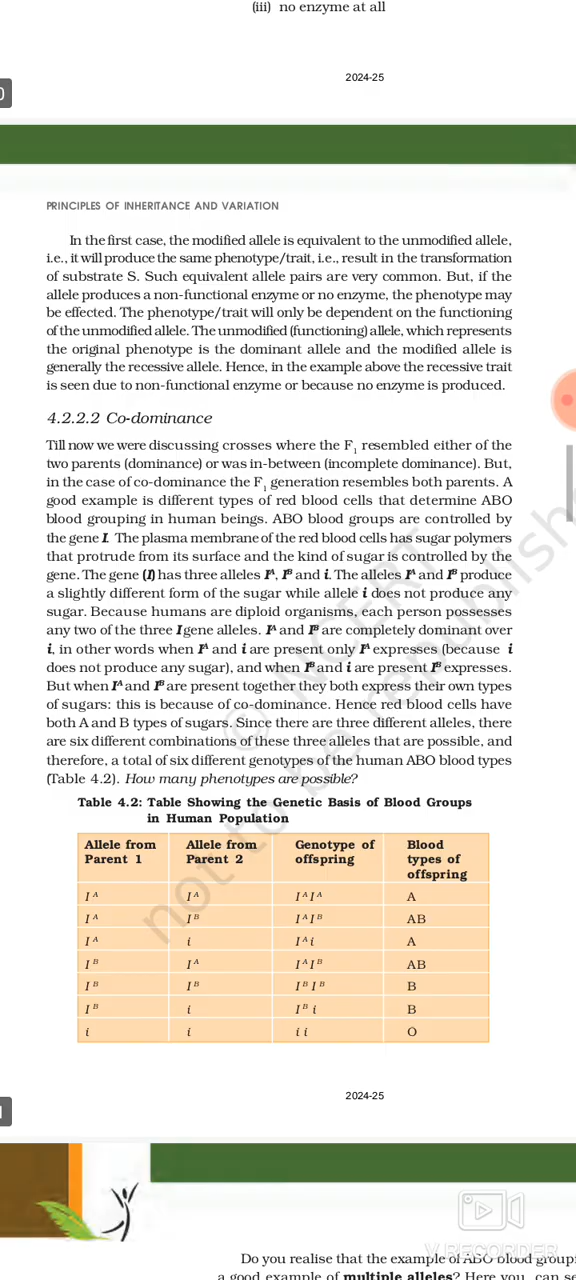 (iii) no enzyme at all
2024-25
PRINCIPLES OF INHERITANCE AND VARIATION
In the first case, the modified allele is equivalent to the unmodified allele,
i.e., it will produce the same phenotype/trait, i.e., result in the transformation
of substrate S. Such equivalent allele pairs are very common. But, if the
allele produces a non-functional enzyme or no enzyme, the phenotype may
be effected. The phenotype/trait will only be dependent on the functioning
of the unmodified allele. The unmodified (functioning) allele, which represents
the original phenotype is the dominant allele and the modified allele is
generally the recessive allele. Hence, in the example above the recessive trait
is seen due to non-functional enzyme or because no enzyme is produced.
4.2.2.2 Co-dominance
Till now we were discussing crosses where the F₁ resembled either of the
two parents (dominance) or was in-between (incomplete dominance). But,
in the case of co-dominance the F₁ generation resembles both parents. A
good example is different types of red blood cells that determine ABO
blood grouping in human beings. ABO blood groups are controlled by
the gene I. The plasma membrane of the red blood cells has sugar polymers
that protrude from its surface and the kind of sugar is controlled by the
gene. The gene (I) has three alleles Iᴬ, Iᴮ and i. The alleles Iᴬ and Iᴮ produce
a slightly different form of the sugar while allele i does not produce any
sugar. Because humans are diploid organisms, each person possesses
any two of the three I gene alleles. Iᴬ and Iᴮ are completely dominant over
i, in other words when Iᴬ and i are present only Iᴬ expresses (because i
does not produce any sugar), and when Iᴮ and i are present Iᴮ expresses.
But when Iᴬ and Iᴮ are present together they both express their own types
of sugars: this is because of co-dominance. Hence red blood cells have
both A and B types of sugars. Since there are three different alleles, there
are six different combinations of these three alleles that are possible, and
therefore, a total of six different genotypes of the human ABO blood types
(Table 4.2). How many phenotypes are possible?
Table 4.2: Table Showing the Genetic Basis of Blood Groups
in Human Population
Allele from Parent 1 Allele from Parent 2 Genotype of offspring Blood types of offspring
Iᴬ Iᴬ IᴬIᴬ A
Iᴬ Iᴮ IᴬIᴮ AB
Iᴬ i Iᴬi A
Iᴮ Iᴬ IᴬIᴮ AB
Iᴮ Iᴮ IᴮIᴮ B
Iᴮ i Iᴮ i B
i i i i O
© NCERT
not to be republishe
2024-25
Do you realise that the example of ABO blood groupi
a good example of multiple alleles? Here you can se
V RECORDER